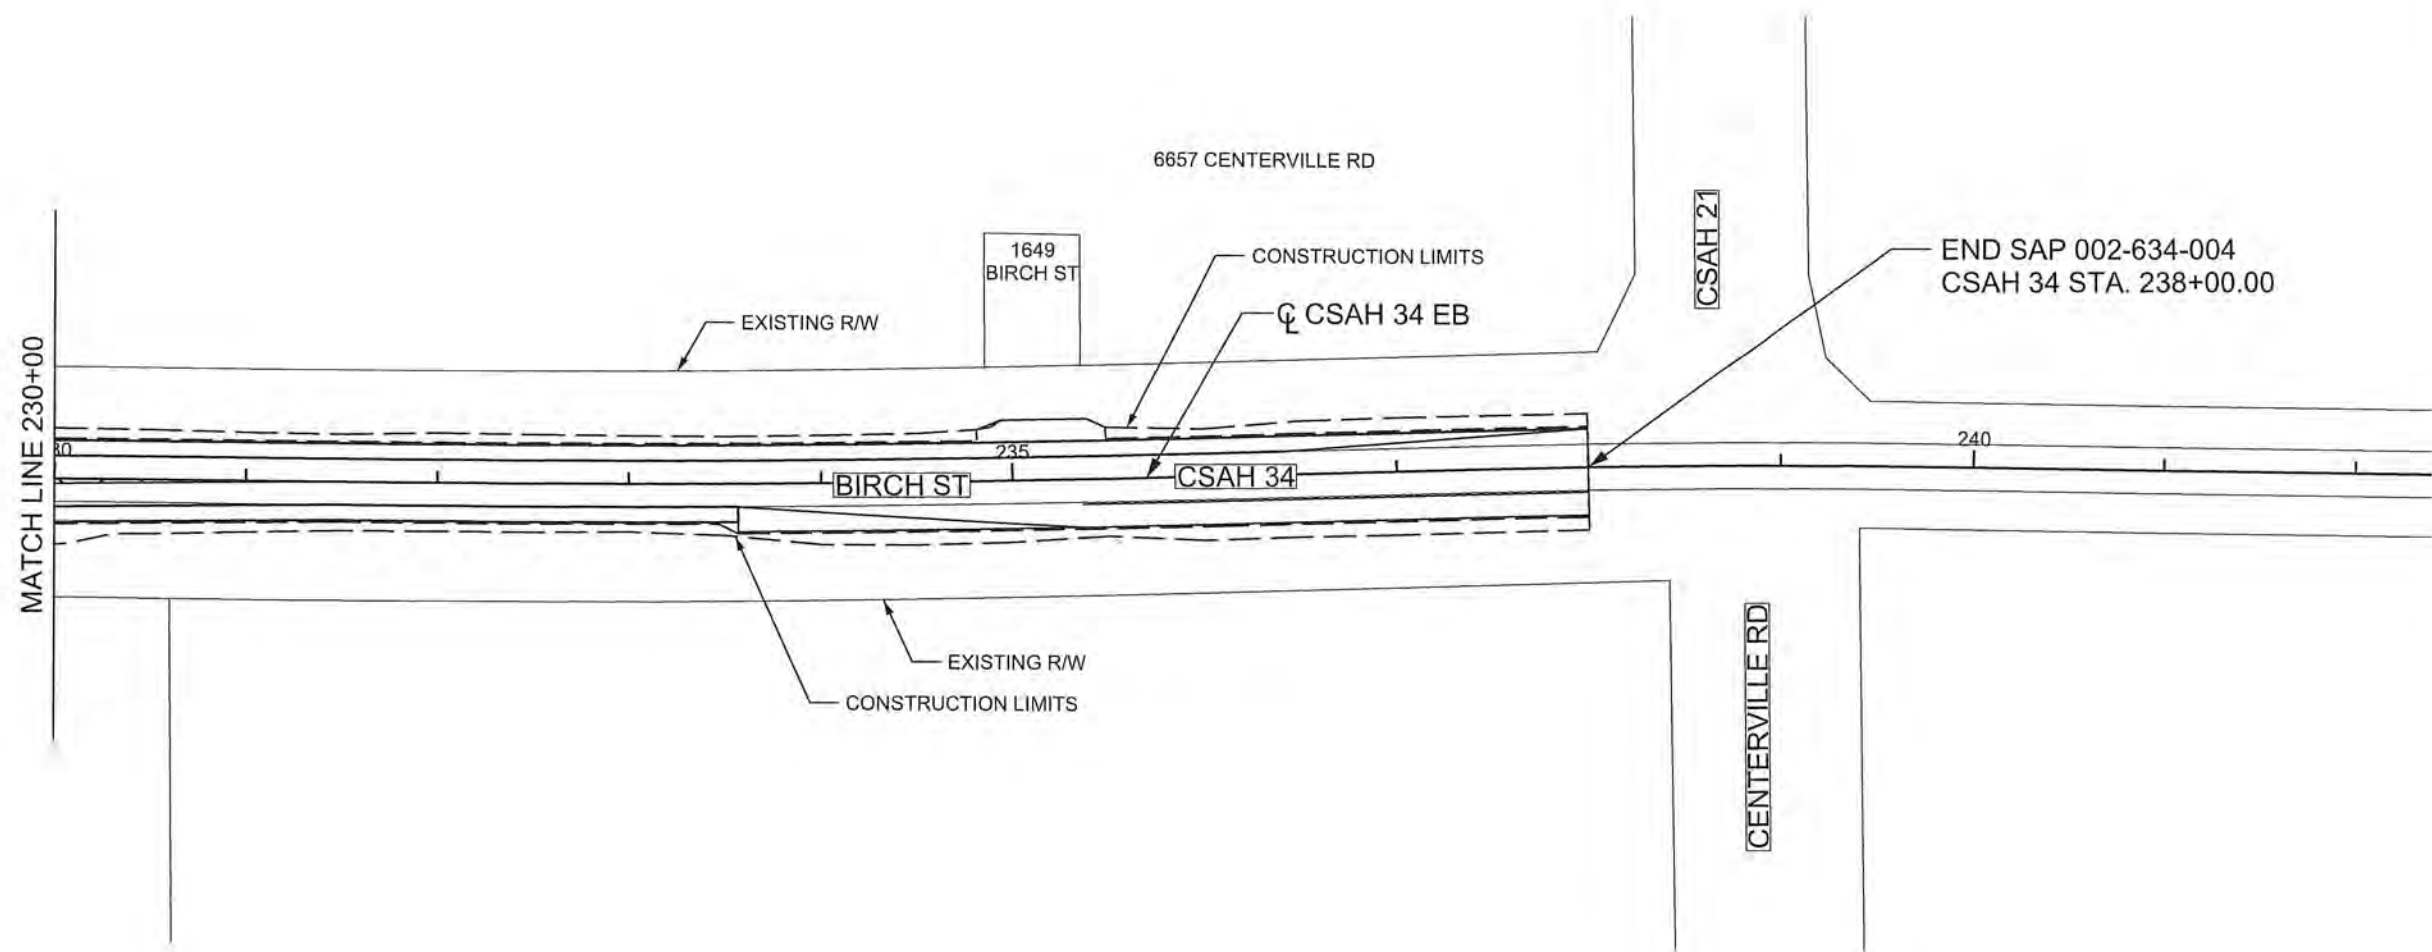 6657 CENTERVILLE RD
CSAH 21
1649
BIRCH ST
CONSTRUCTION LIMITS
END SAP 002-634-004
CSAH 34 STA. 238+00.00
EXISTING R/W
℄ CSAH 34 EB
MATCH LINE 230+00
235
240
BIRCH ST
CSAH 34
EXISTING R/W
CONSTRUCTION LIMITS
CENTERVILLE RD